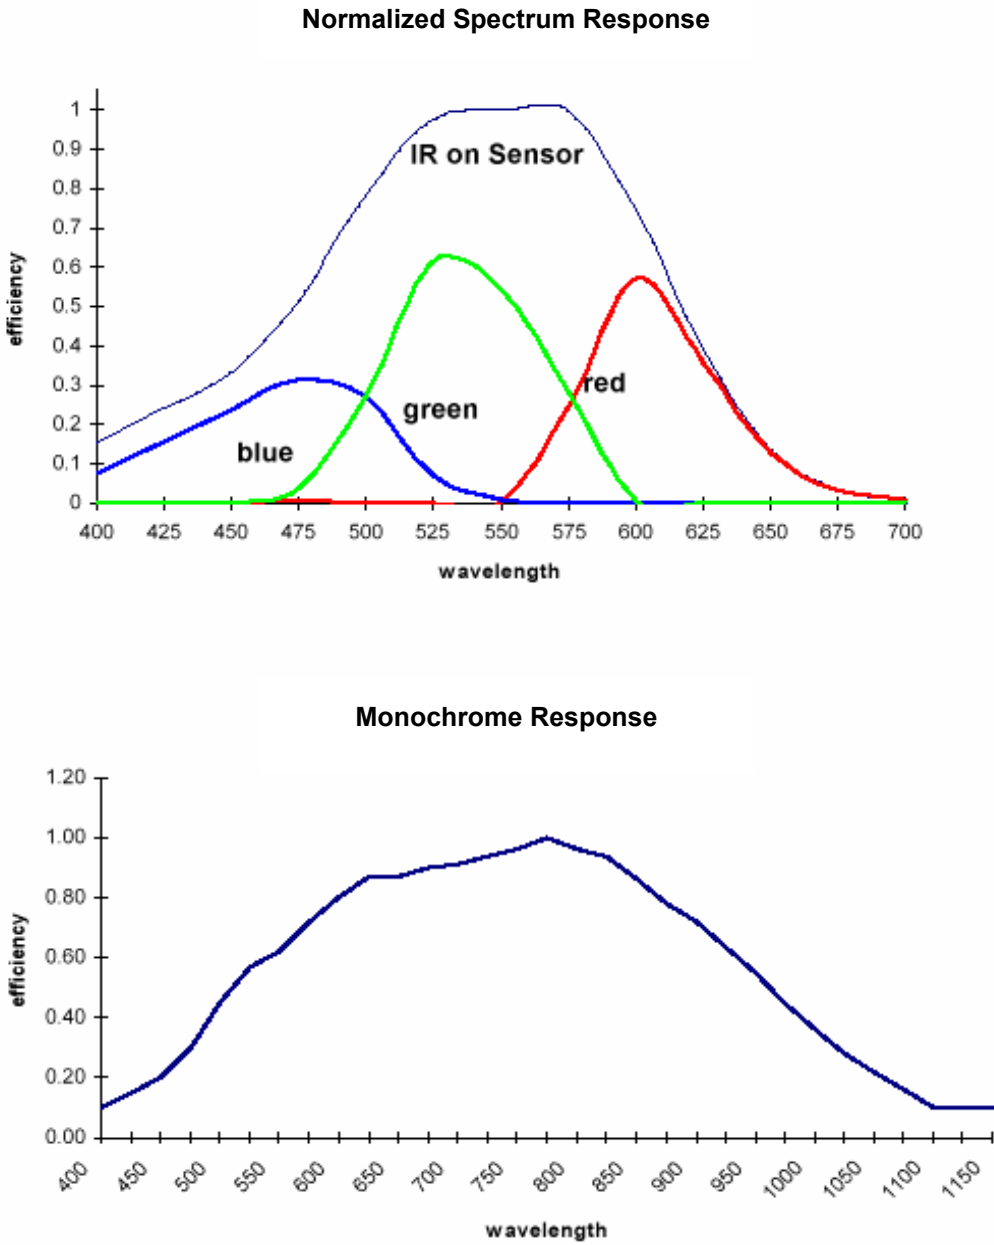 Normalized Spectrum Response
1
0.9
0.8
0.7
0.6
0.5
0.4
0.3
0.2
0.1
0
efficiency
IR on Sensor
red
green
blue
400 425 450 475 500 525 550 575 600 625 650 675 700
wavelength
Monochrome Response
1.20
1.00
0.80
0.60
0.40
0.20
0.00
efficiency
400 450 500 550 600 650 700 750 800 850 900 950 1000 1050 1100 1150
wavelength